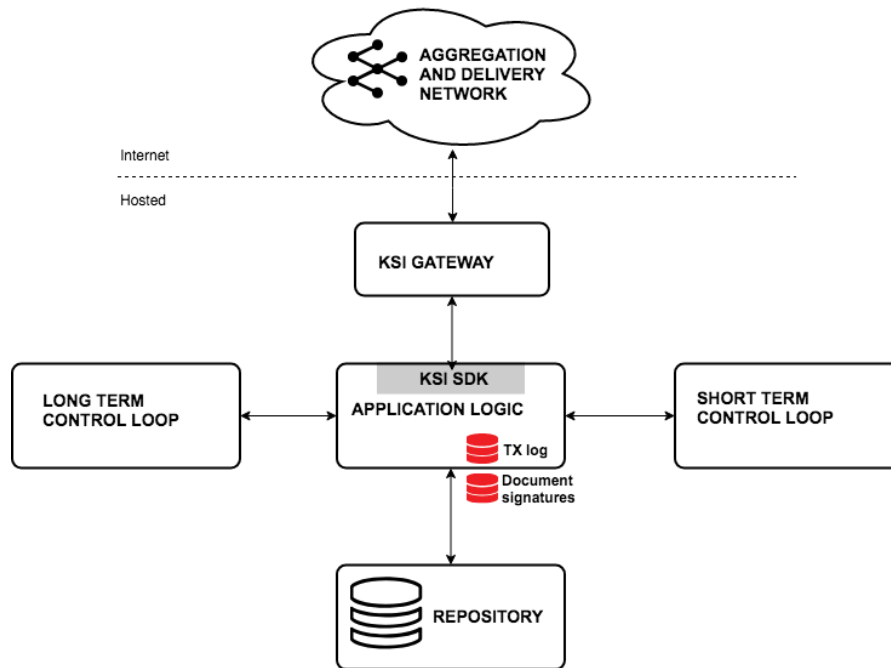 AGGREGATION
AND DELIVERY
NETWORK
Internet
Hosted
KSI GATEWAY
KSI SDK
LONG TERM
CONTROL LOOP
APPLICATION LOGIC
SHORT TERM
CONTROL LOOP
TX log
Document
signatures
REPOSITORY